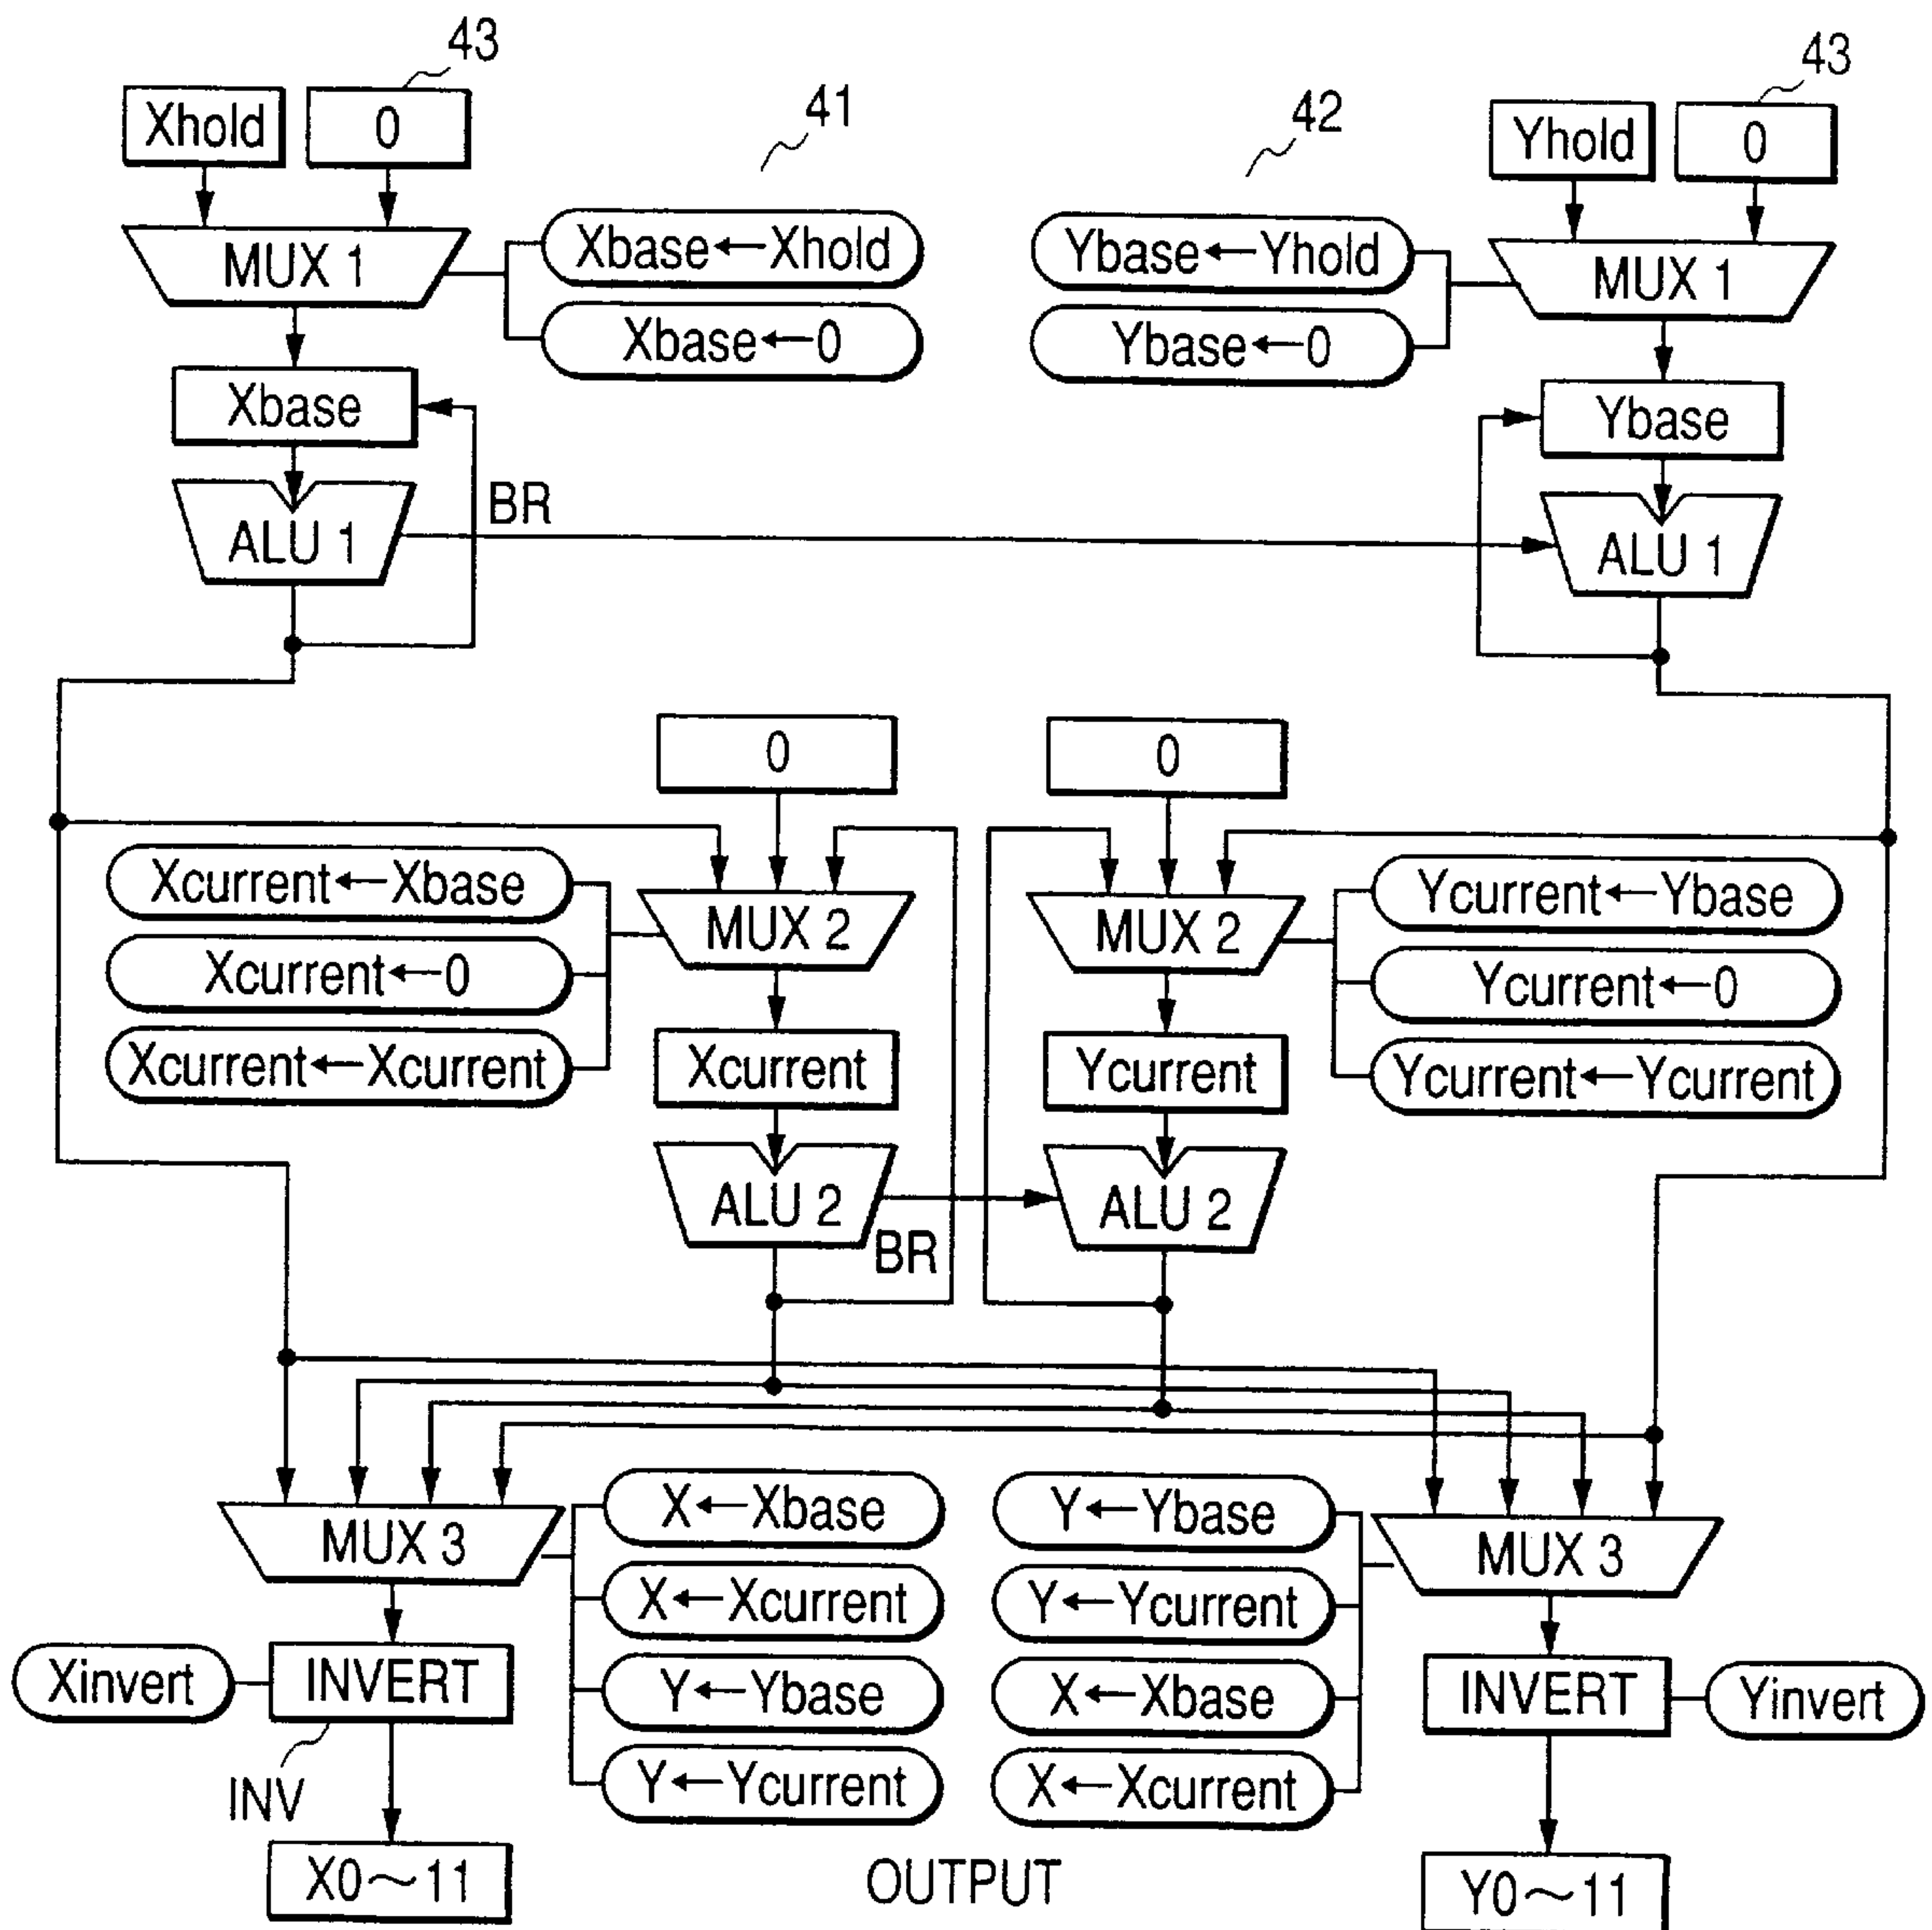 43
43
Xhold
0
41
42
Yhold
0
MUX 1
Xbase←Xhold
Ybase←Yhold
MUX 1
Xbase←0
Ybase←0
Xbase
Ybase
BR
ALU 1
ALU 1
0
0
Xcurrent←Xbase
MUX 2
MUX 2
Ycurrent←Ybase
Xcurrent←0
Ycurrent←0
Xcurrent←Xcurrent
Xcurrent
Ycurrent
Ycurrent←Ycurrent
ALU 2
ALU 2
BR
X←Xbase
Y←Ybase
MUX 3
MUX 3
X←Xcurrent
Y←Ycurrent
Xinvert
INVERT
Y←Ybase
X←Xbase
INVERT
Yinvert
INV
Y←Ycurrent
X←Xcurrent
X0~11
OUTPUT
Y0~11